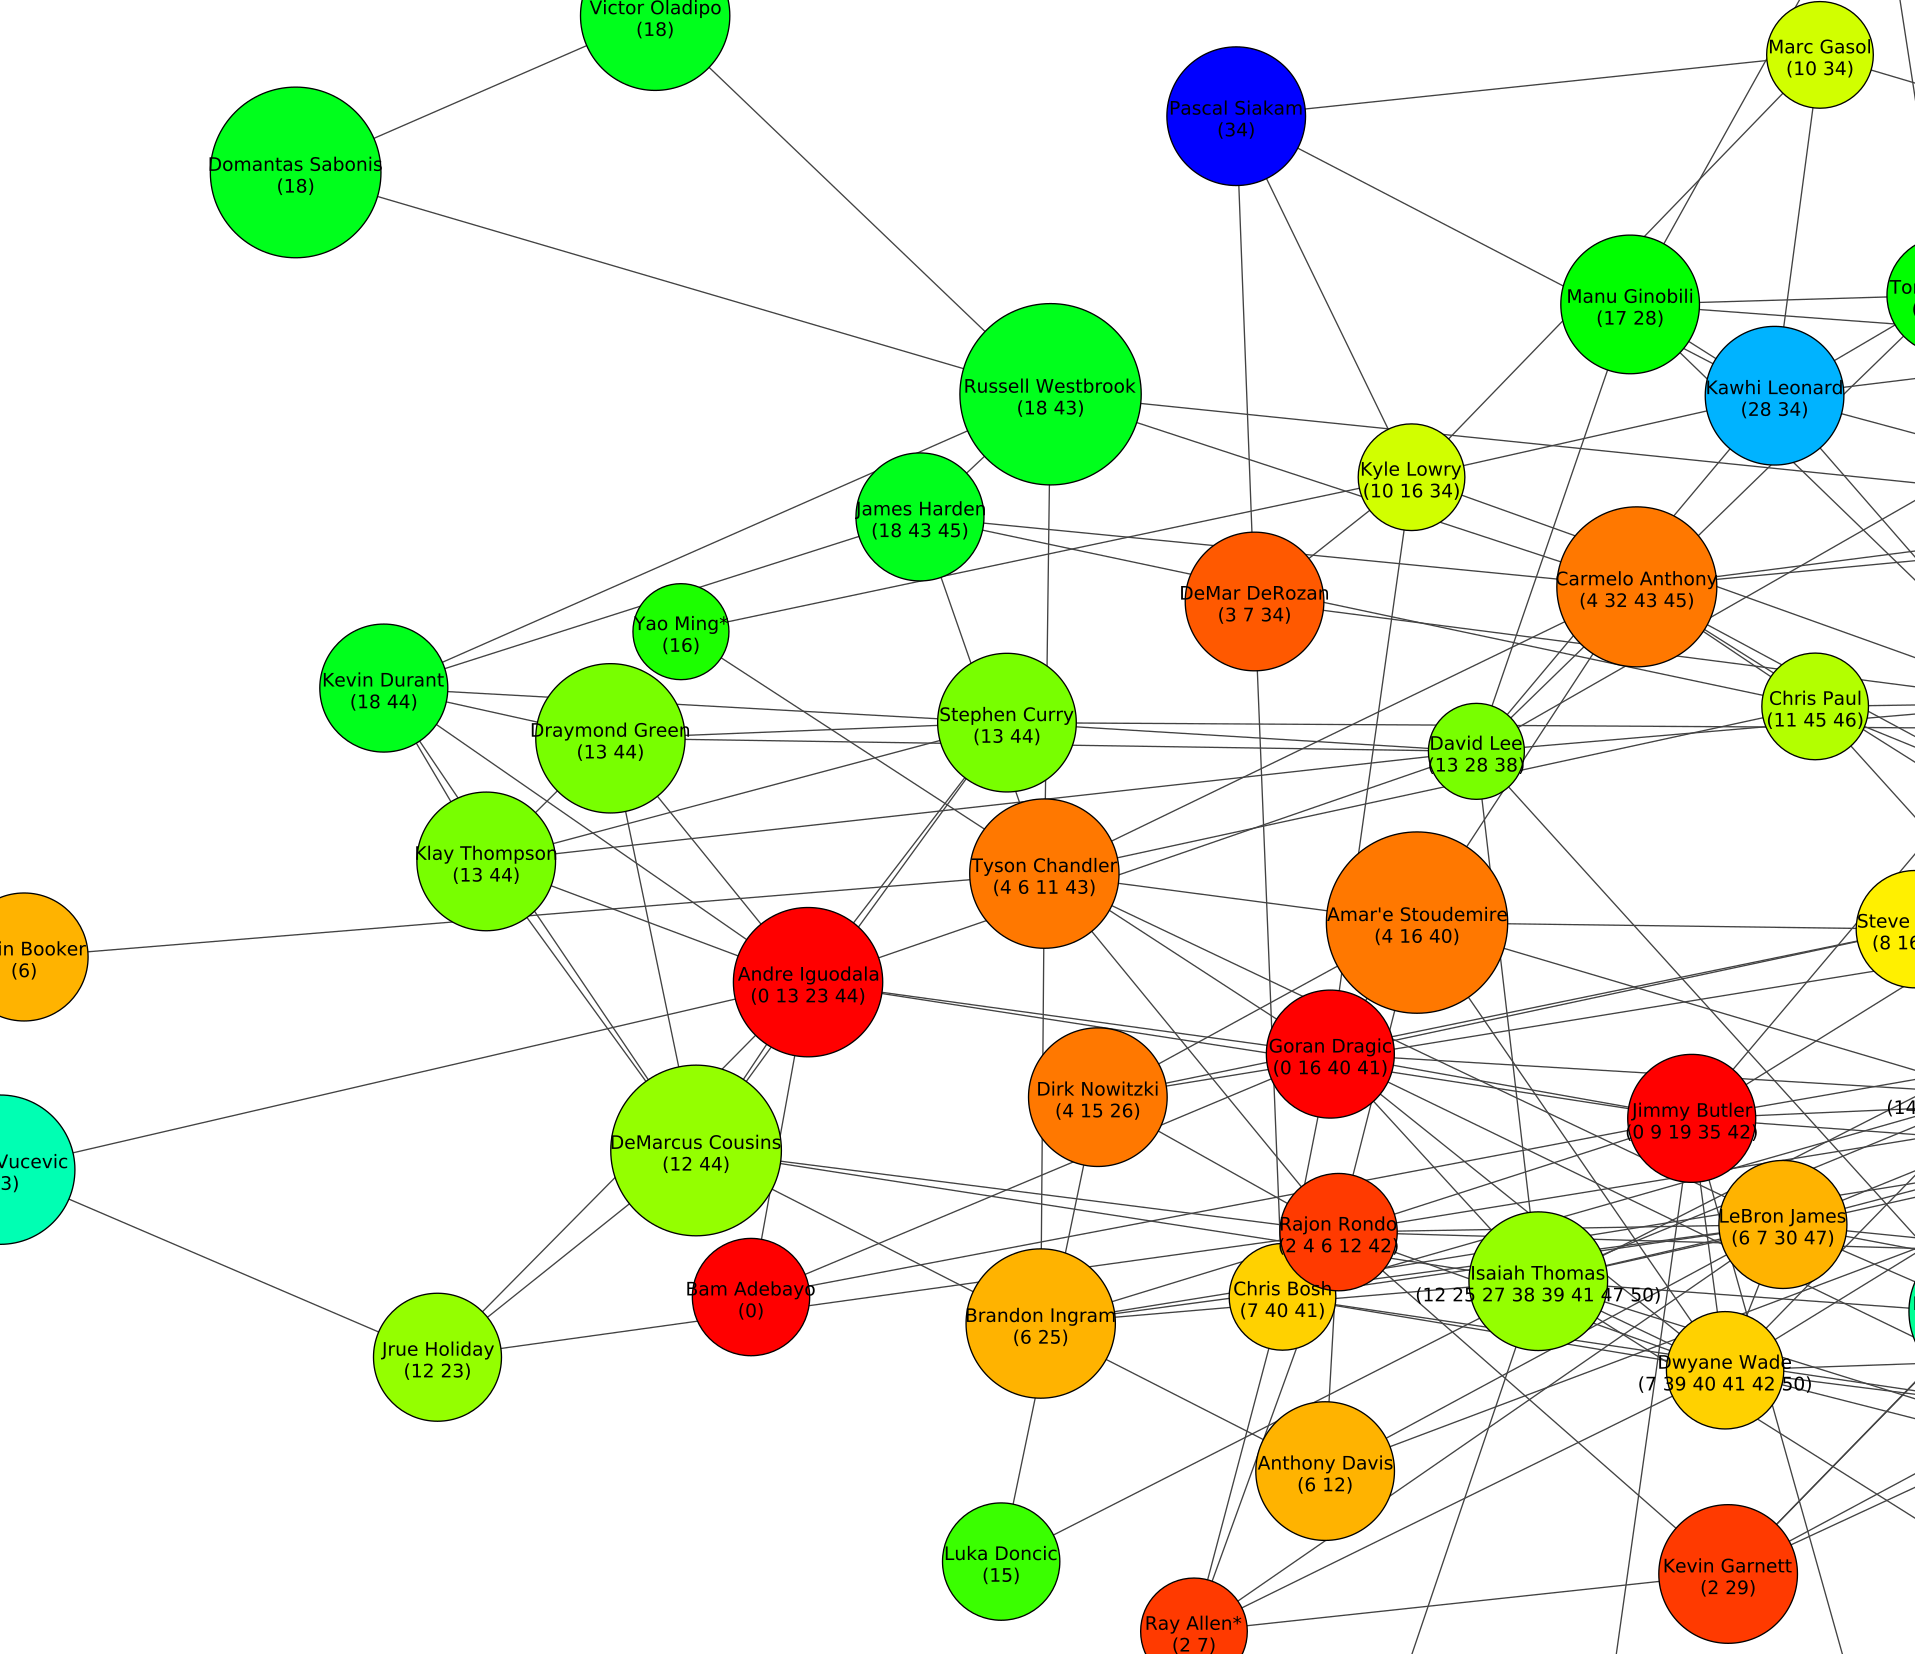 Victor Oladipo
(18)
Marc Gasol
(10 34)
Pascal Siakam
(34)
Domantas Sabonis
(18)
Manu Ginobili
(17 28)
Russell Westbrook
(18 43)
Kawhi Leonard
(28 34)
Kyle Lowry
(10 16 34)
James Harden
(18 43 45)
Carmelo Anthony
(4 32 43 45)
DeMar DeRozan
(3 7 34)
Yao Ming*
(16)
Kevin Durant
(18 44)
Draymond Green
(13 44)
Stephen Curry
(13 44)
David Lee
(13 28 38)
Chris Paul
(11 45 46)
Klay Thompson
(13 44)
Tyson Chandler
(4 6 11 43)
Amar'e Stoudemire
(4 16 40)
Steve
(8 16
in Booker
(6)
Andre Iguodala
(0 13 23 44)
Goran Dragic
(0 16 40 41)
Dirk Nowitzki
(4 15 26)
Jimmy Butler
(0 9 19 35 42)
(14
DeMarcus Cousins
(12 44)
Vucevic
3)
Rajon Rondo
(2 4 6 12 42)
LeBron James
(6 7 30 47)
Isaiah Thomas
(12 25 27 38 39 41 47 50)
Chris Bosh
(7 40 41)
Bam Adebayo
(0)
Brandon Ingram
(6 25)
Jrue Holiday
(12 23)
Dwyane Wade
(7 39 40 41 42 50)
Anthony Davis
(6 12)
Luka Doncic
(15)
Kevin Garnett
(2 29)
Ray Allen*
(2 7)